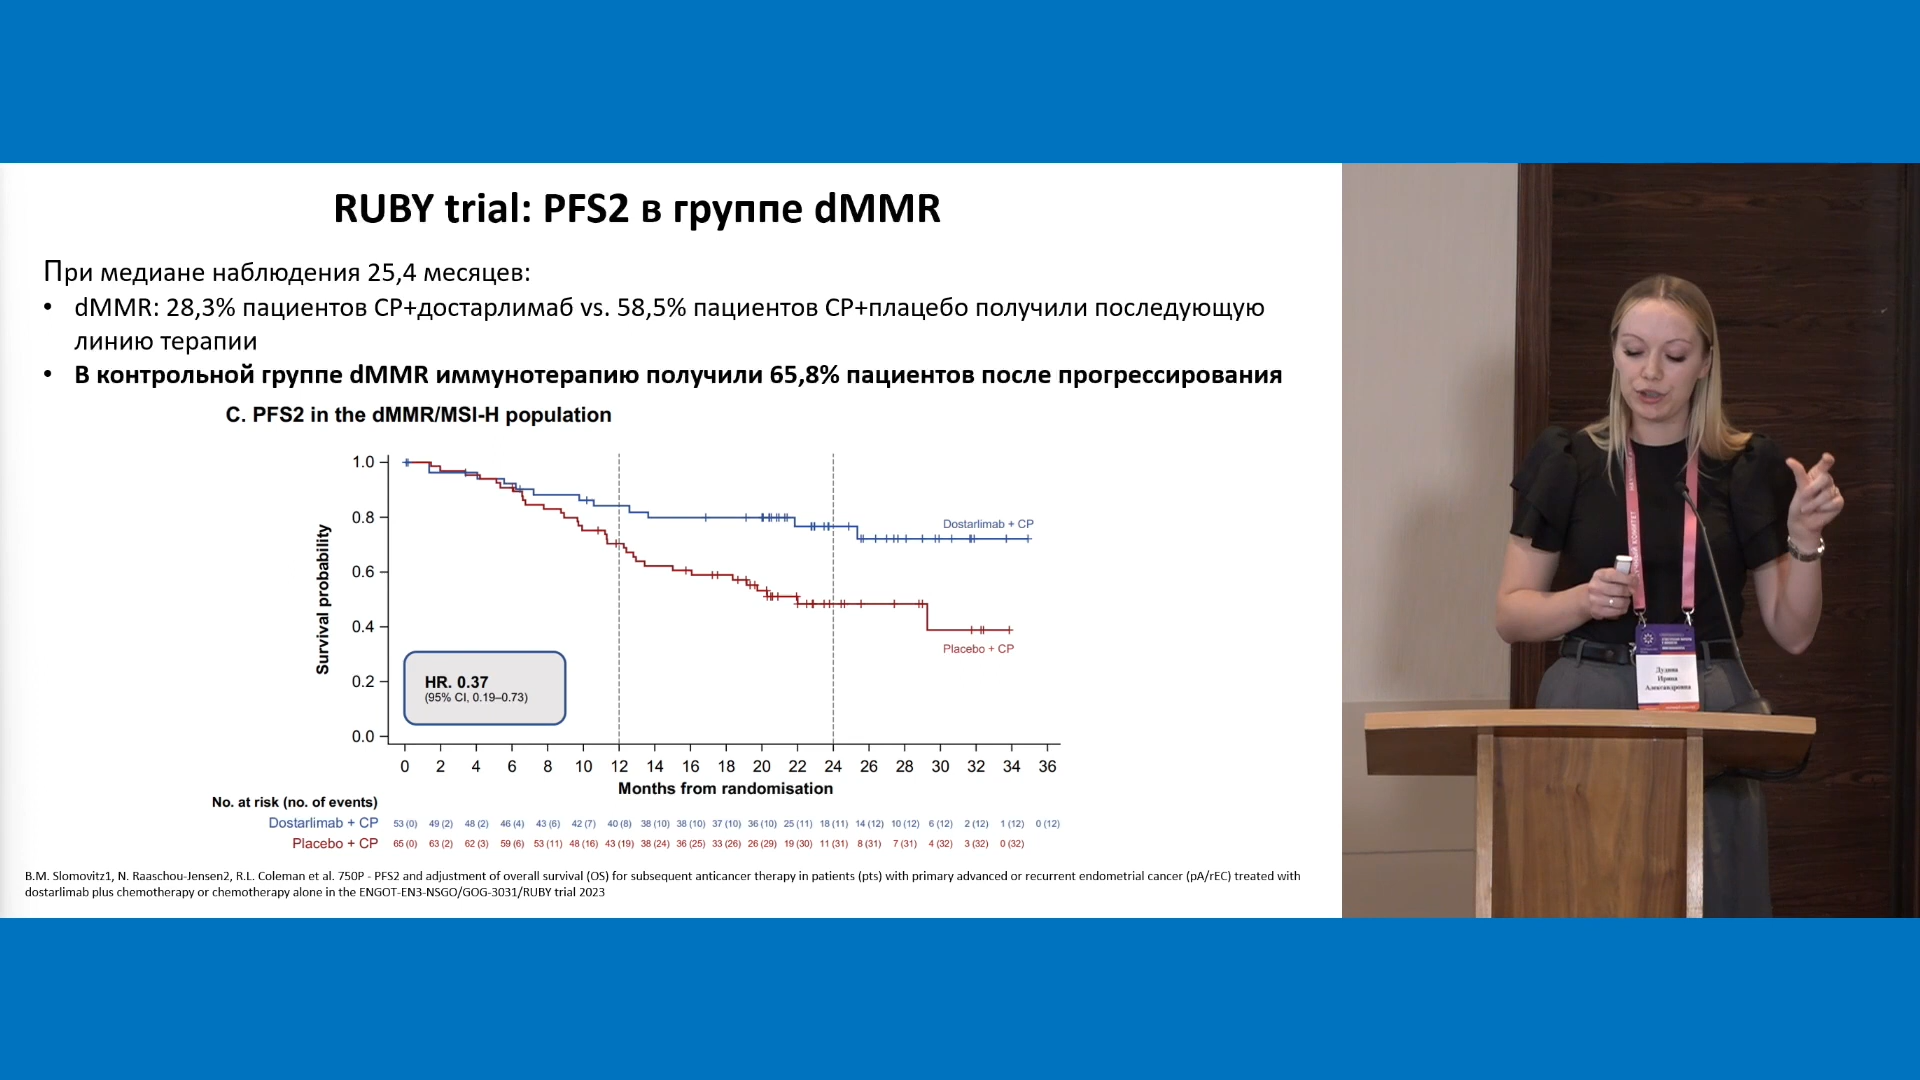 RUBY trial: PFS2 в группе dMMR
При медиане наблюдения 25,4 месяцев:
• dMMR: 28,3% пациентов CP+достарлимаб vs. 58,5% пациентов CP+плацебо получили последующую
линию терапии
• В контрольной группе dMMR иммунотерапию получили 65,8% пациентов после прогрессирования
C. PFS2 in the dMMR/MSI-H population
Survival probability
1.0
0.8
0.6
0.4
0.2
0.0
Dostarlimab + CP
Placebo + CP
HR. 0.37
(95% CI, 0.19–0.73)
0 2 4 6 8 10 12 14 16 18 20 22 24 26 28 30 32 34 36
Months from randomisation
No. at risk (no. of events)
Dostarlimab + CP 53 (0) 49 (2) 48 (2) 46 (4) 43 (6) 42 (7) 40 (8) 38 (10) 38 (10) 37 (10) 36 (10) 25 (11) 18 (11) 14 (12) 10 (12) 6 (12) 2 (12) 1 (12) 0 (12)
Placebo + CP 65 (0) 63 (2) 62 (3) 59 (6) 53 (11) 48 (16) 43 (19) 38 (24) 36 (25) 33 (26) 26 (29) 19 (30) 11 (31) 8 (31) 7 (31) 4 (32) 3 (32) 0 (32)
B.M. Slomovitz1, N. Raaschou-Jensen2, R.L. Coleman et al. 750P - PFS2 and adjustment of overall survival (OS) for subsequent anticancer therapy in patients (pts) with primary advanced or recurrent endometrial cancer (pA/rEC) treated with
dostarlimab plus chemotherapy or chemotherapy alone in the ENGOT-EN3-NSGO/GOG-3031/RUBY trial 2023
КОМИТЕТ
Дудина
Ирина
Александровна